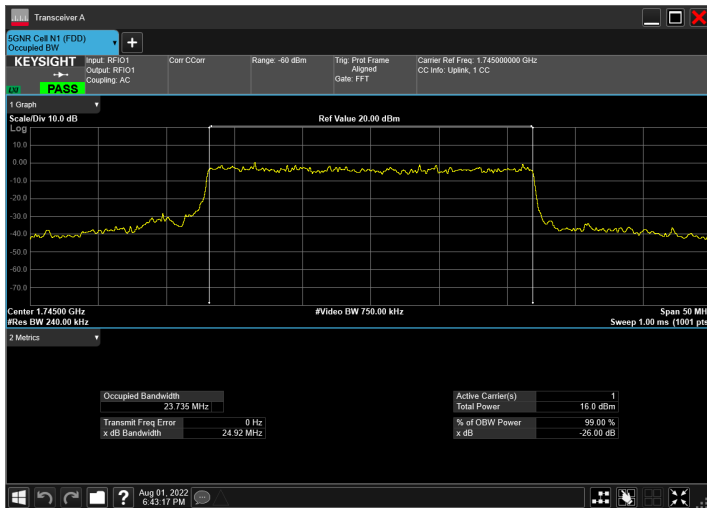 Transceiver A
5GNR Cell N1 (FDD)
Occupied BW
+
KEYSIGHT
LXI
PASS
Input: RFIO1
Output: RFIO1
Coupling: AC
Corr CCorr
Range: -60 dBm
Trig: Prot Frame
Aligned
Gate: FFT
Carrier Ref Freq: 1.745000000 GHz
CC Info: Uplink, 1 CC
1 Graph
Scale/Div 10.0 dB
Ref Value 20.00 dBm
Log
10.0
0.00
-10.0
-20.0
-30.0
-40.0
-50.0
-60.0
-70.0
Center 1.74500 GHz
#Video BW 750.00 kHz
Span 50 MH
#Res BW 240.00 kHz
Sweep 1.00 ms (1001 pts
2 Metrics
Occupied Bandwidth
23.735 MHz
Transmit Freq Error 0 Hz
x dB Bandwidth 24.92 MHz
Active Carrier(s) 1
Total Power 16.0 dBm
% of OBW Power 99.00 %
x dB -26.00 dB
?
Aug 01, 2022
6:43:17 PM